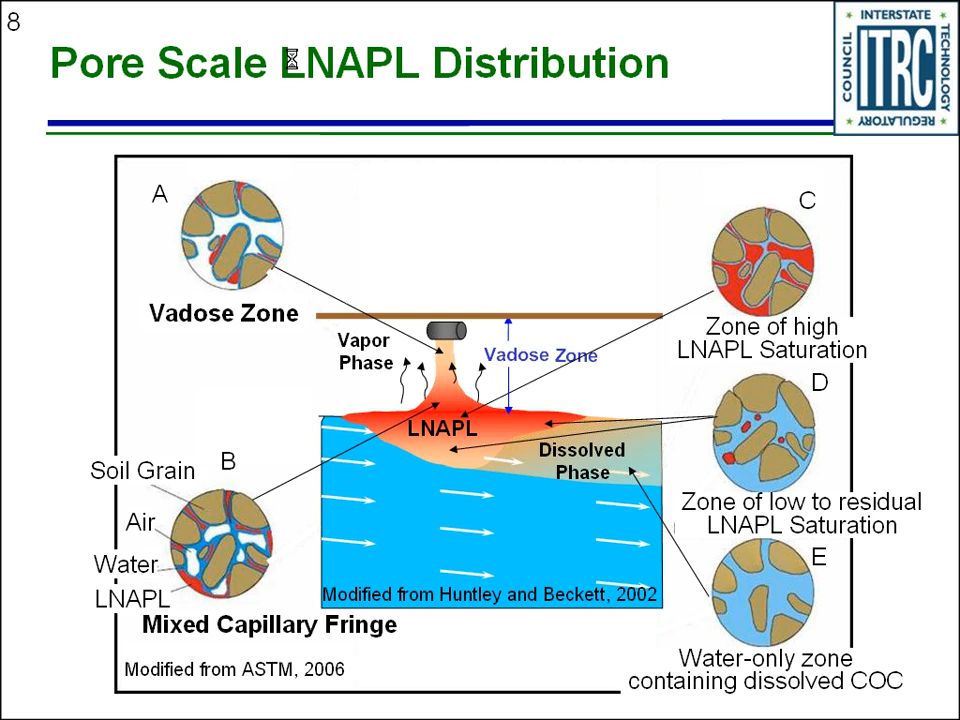 8
Pore Scale LNAPL Distribution
INTERSTATE
COUNCIL
ITRC
TECHNOLOGY
REGULATORY
A
Vadose Zone
C
Zone of high
LNAPL Saturation
Vapor
Phase
Vadose Zone
D
Zone of low to residual
LNAPL Saturation
LNAPL
Dissolved
Phase
B
Soil Grain
Air
Water
LNAPL
Mixed Capillary Fringe
E
Water-only zone
containing dissolved COC
Modified from Huntley and Beckett, 2002
Modified from ASTM, 2006